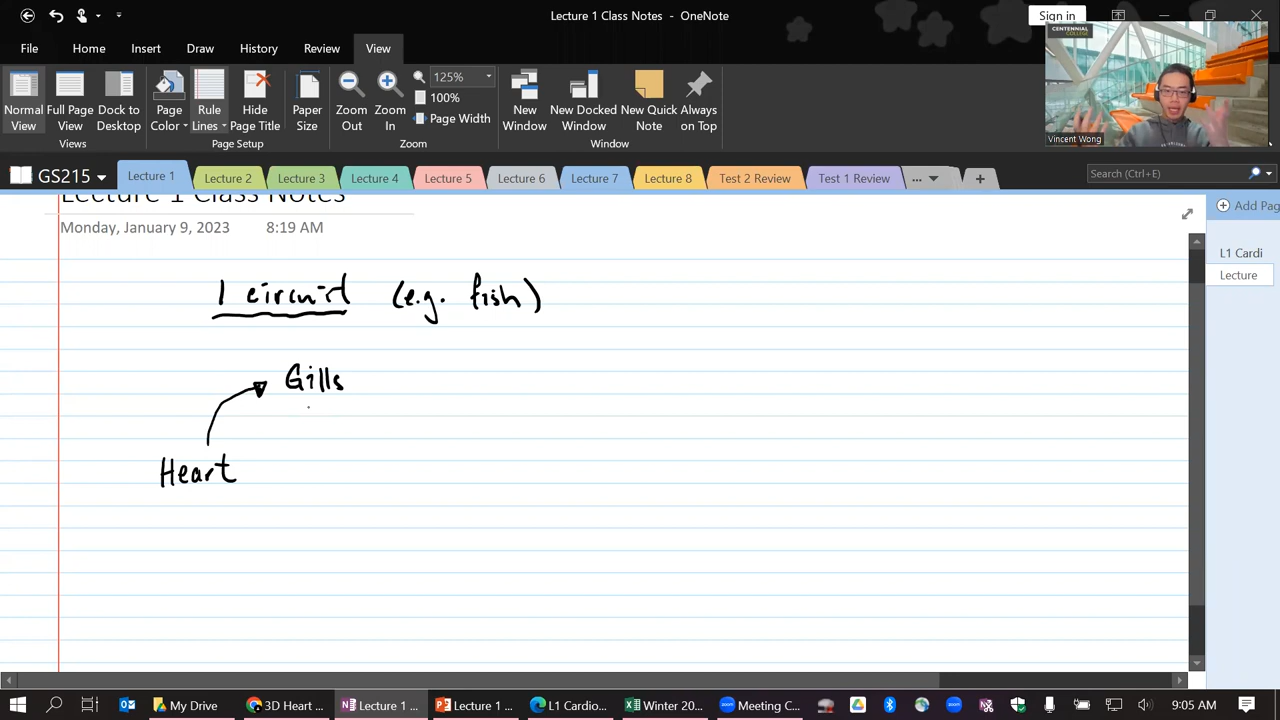 Lecture 1 Class Notes - OneNote
Sign in
File Home Insert Draw History Review View
CENTENNIAL
COLLEGE
Vincent Wong
Normal View
Full Page View
Dock to Desktop
Views
Page Color
Rule Lines
Hide Page Title
Paper Size
Page Setup
Zoom Out
Zoom In
125%
100%
Page Width
Zoom
New Window
New Docked Window
New Quick Note
Always on Top
Window
GS215
Lecture 1 Lecture 2 Lecture 3 Lecture 4 Lecture 5 Lecture 6 Lecture 7 Lecture 8 Test 2 Review Test 1 Review ... +
Search (Ctrl+E)
Lecture 1 Class Notes
Monday, January 9, 2023 8:19 AM
Add Pag
L1 Cardi
Lecture
1 circuit (e.g. fish)
Gills
Heart
My Drive
3D Heart ...
Lecture 1 ...
Lecture 1 ...
Cardio...
Winter 20...
Meeting C...
9:05 AM